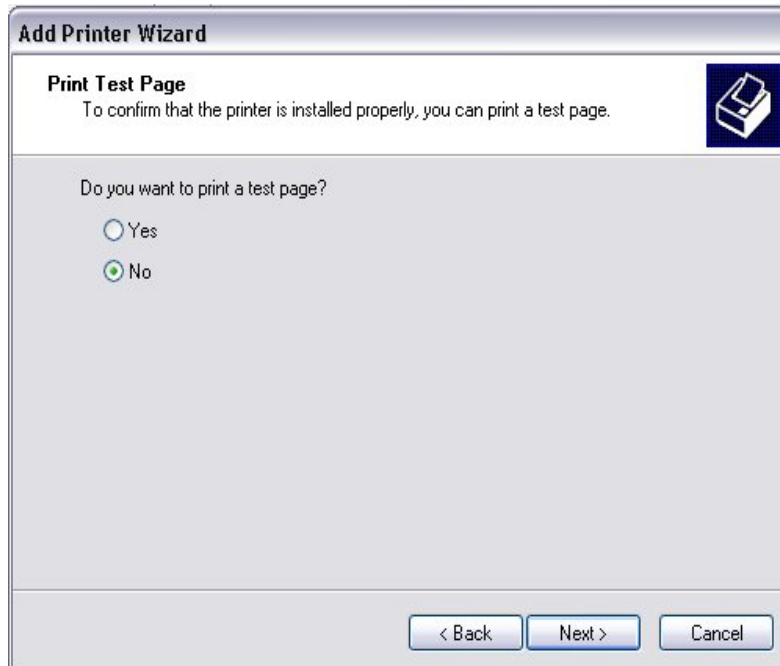 Add Printer Wizard
Print Test Page
To confirm that the printer is installed properly, you can print a test page.
Do you want to print a test page?
Yes
No
< Back Next > Cancel